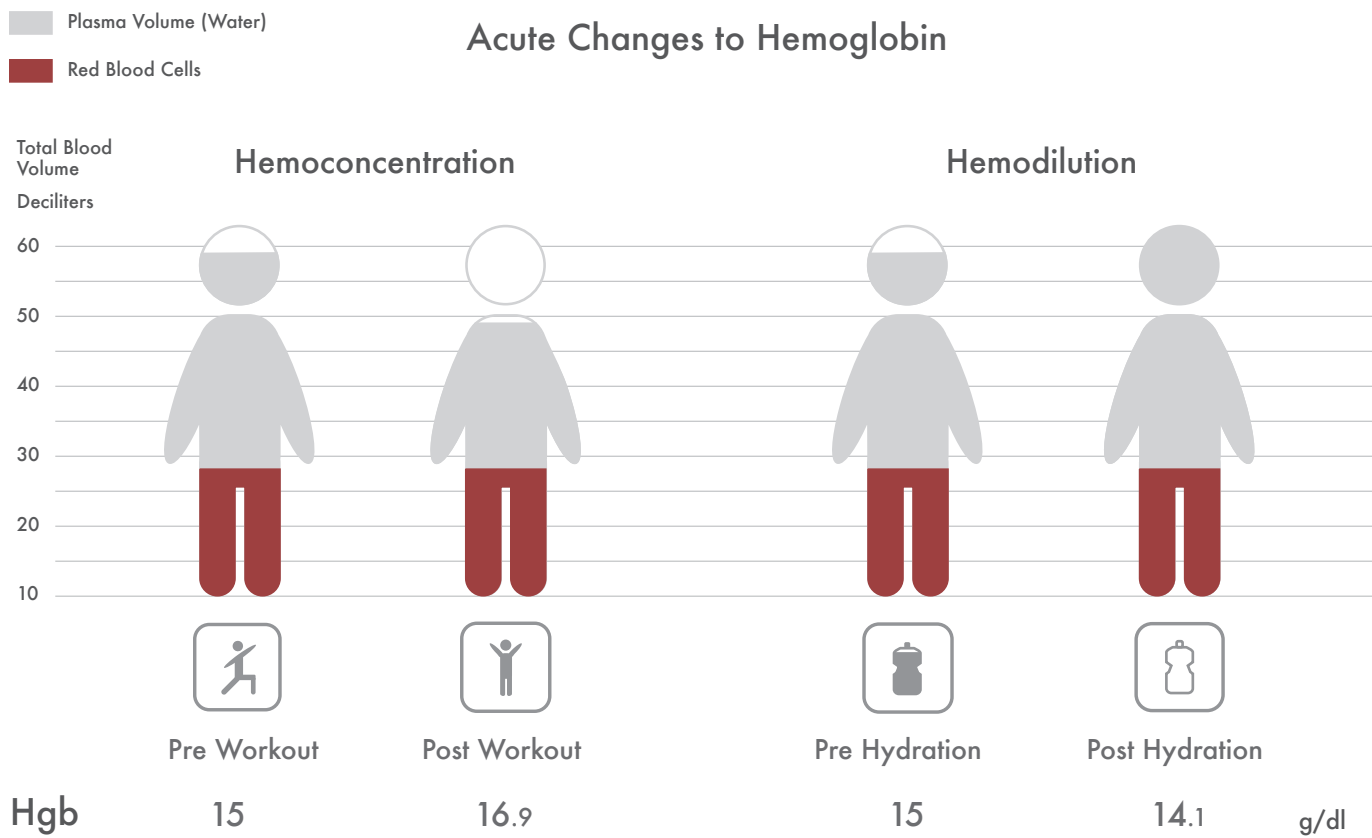 Plasma Volume (Water)
Acute Changes to Hemoglobin
Red Blood Cells
Total Blood
Volume
Deciliters
Hemoconcentration
Hemodilution
60
50
40
30
20
10
Pre Workout
Post Workout
Pre Hydration
Post Hydration
Hgb 15 16.9 15 14.1 g/dl